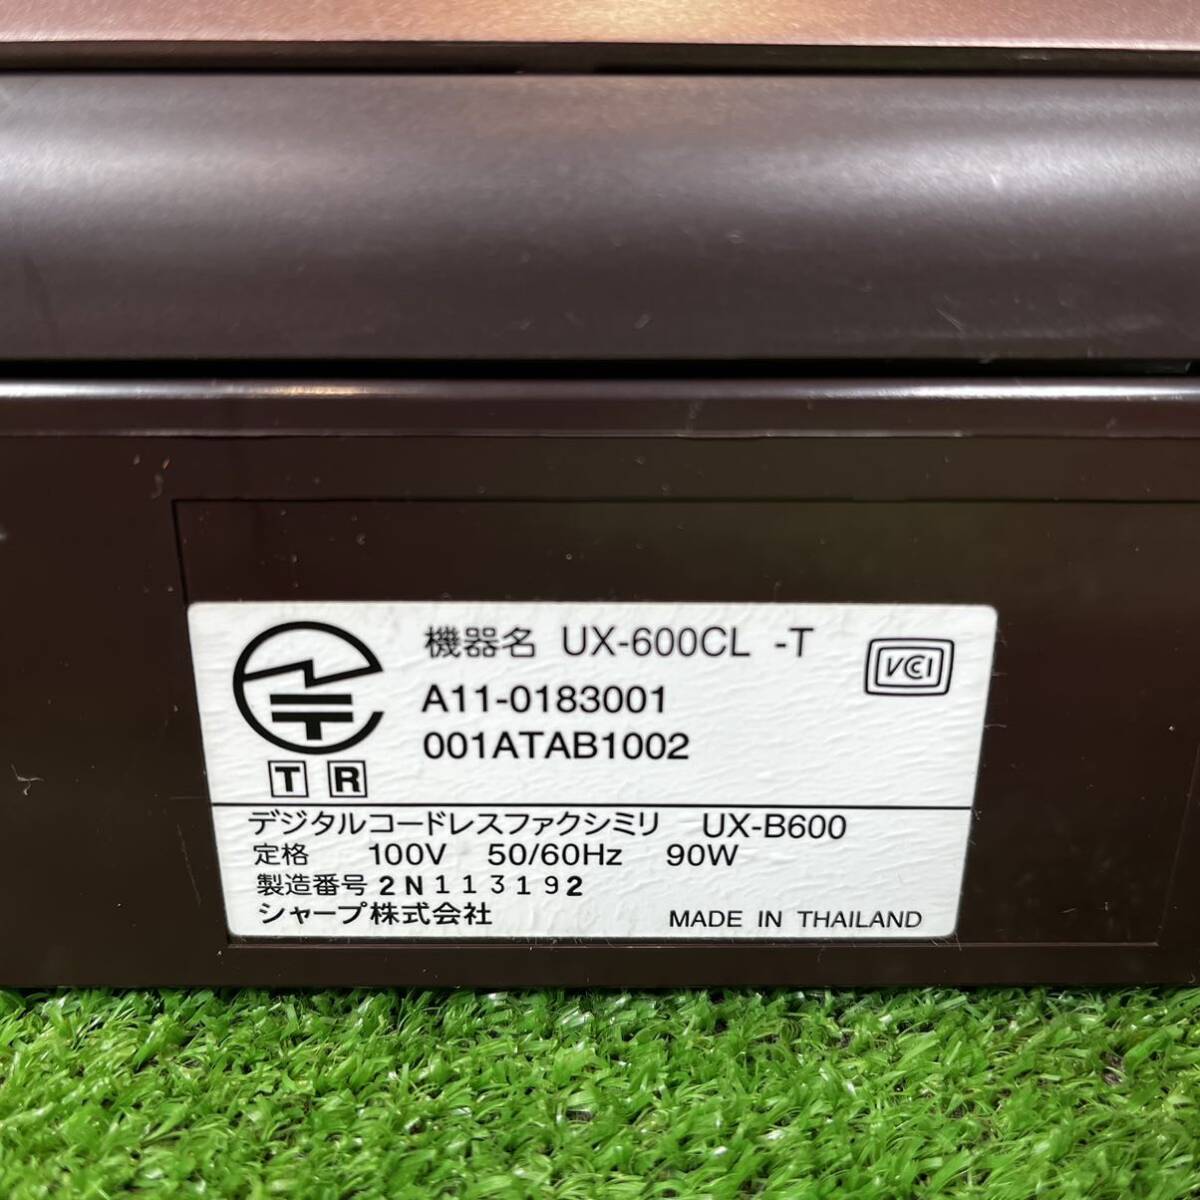 機器名 UX-600CL -T
VCCI
A11-0183001
001ATAB1002
T R
デジタルコードレスファクシミリ UX-B600
定格 100V 50/60Hz 90W
製造番号 2N113192
シャープ株式会社 MADE IN THAILAND